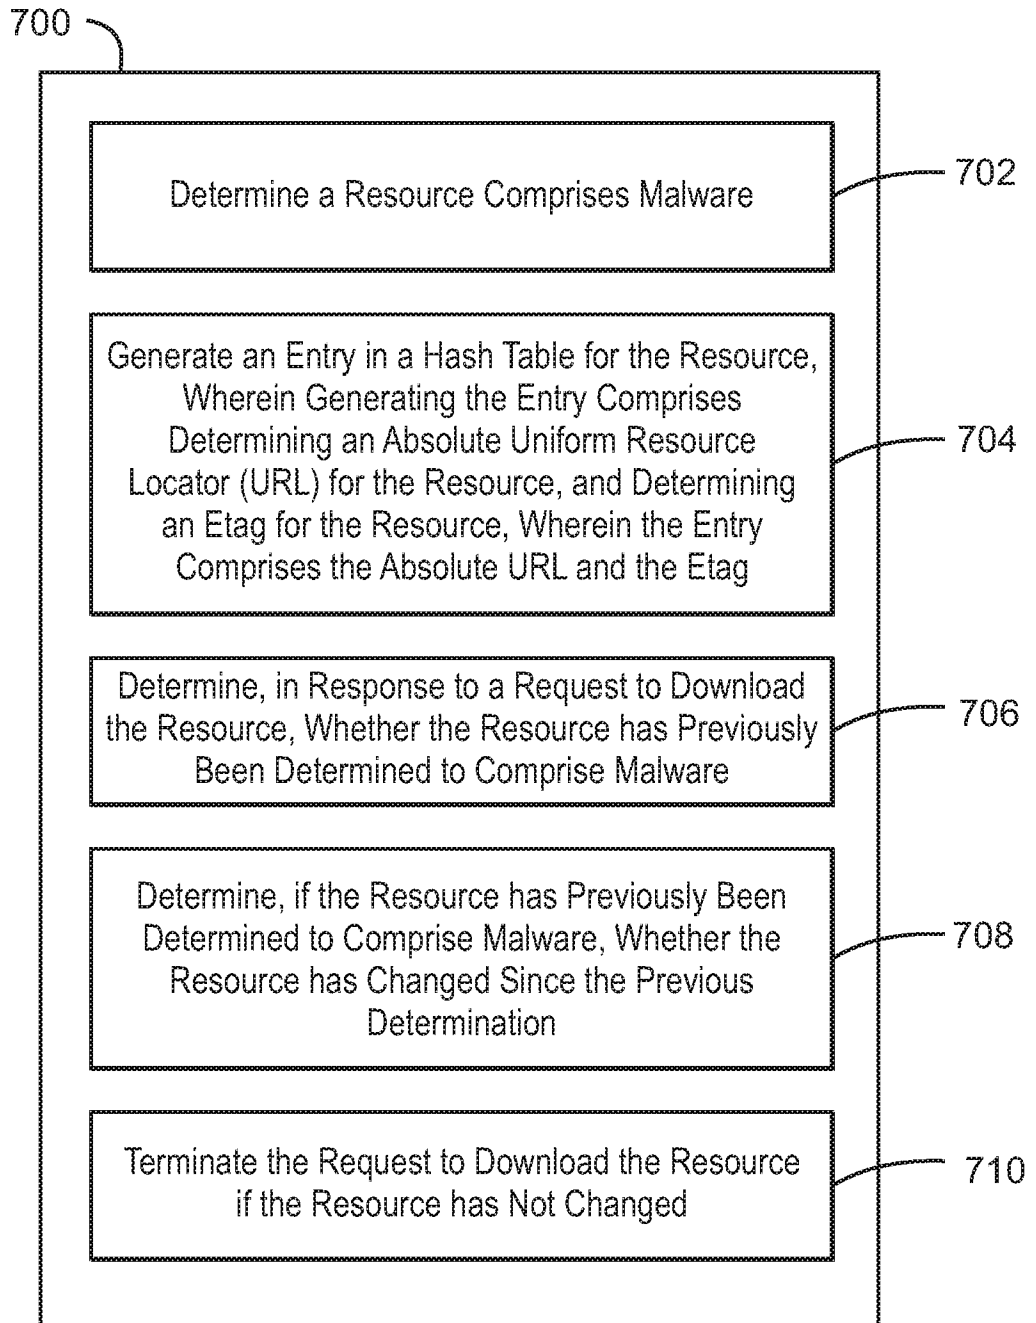 700
Determine a Resource Comprises Malware
702
Generate an Entry in a Hash Table for the Resource,
Wherein Generating the Entry Comprises
Determining an Absolute Uniform Resource
Locator (URL) for the Resource, and Determining
an Etag for the Resource, Wherein the Entry
Comprises the Absolute URL and the Etag
704
Determine, in Response to a Request to Download
the Resource, Whether the Resource has Previously
Been Determined to Comprise Malware
706
Determine, if the Resource has Previously Been
Determined to Comprise Malware, Whether the
Resource has Changed Since the Previous
Determination
708
Terminate the Request to Download the Resource
if the Resource has Not Changed
710